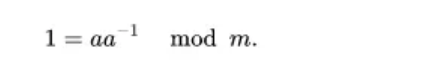 1 = aa⁻¹ mod m.